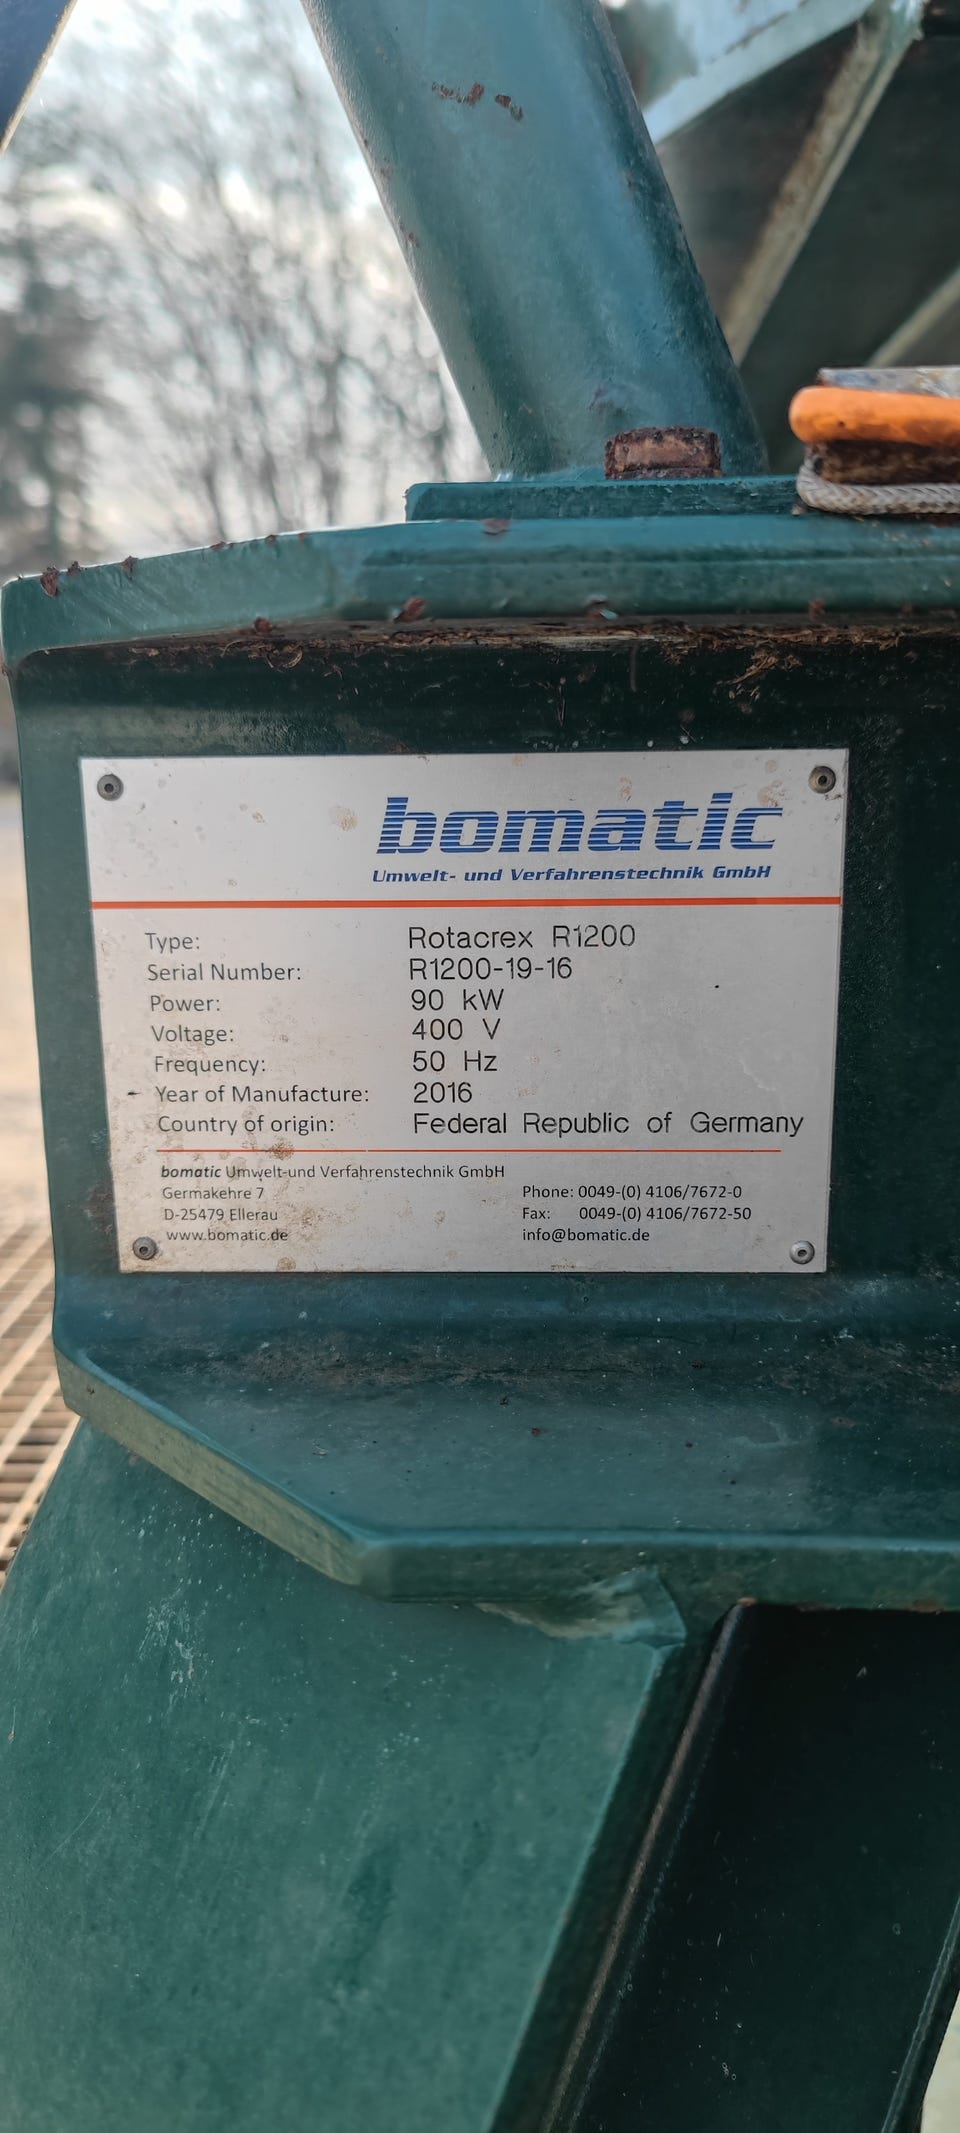 bomatic
Umwelt- und Verfahrenstechnik GmbH
Type: Rotacrex R1200
Serial Number: R1200-19-16
Power: 90 kW
Voltage: 400 V
Frequency: 50 Hz
Year of Manufacture: 2016
Country of origin: Federal Republic of Germany
bomatic Umwelt-und Verfahrenstechnik GmbH
Germakehre 7 Phone: 0049-(0) 4106/7672-0
D-25479 Ellerau Fax: 0049-(0) 4106/7672-50
www.bomatic.de info@bomatic.de